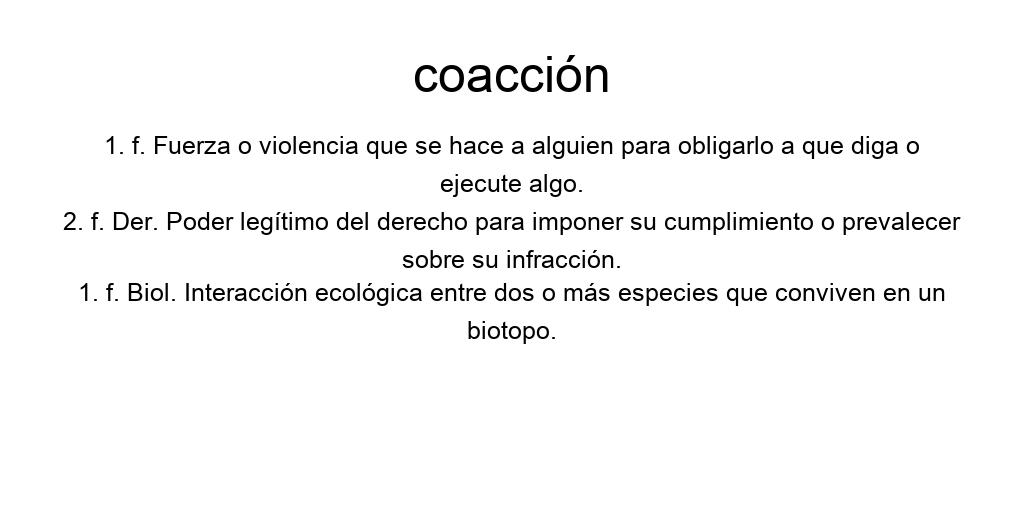 coacción
1. f. Fuerza o violencia que se hace a alguien para obligarlo a que diga o
ejecute algo.
2. f. Der. Poder legítimo del derecho para imponer su cumplimiento o prevalecer
sobre su infracción.
1. f. Biol. Interacción ecológica entre dos o más especies que conviven en un
biotopo.